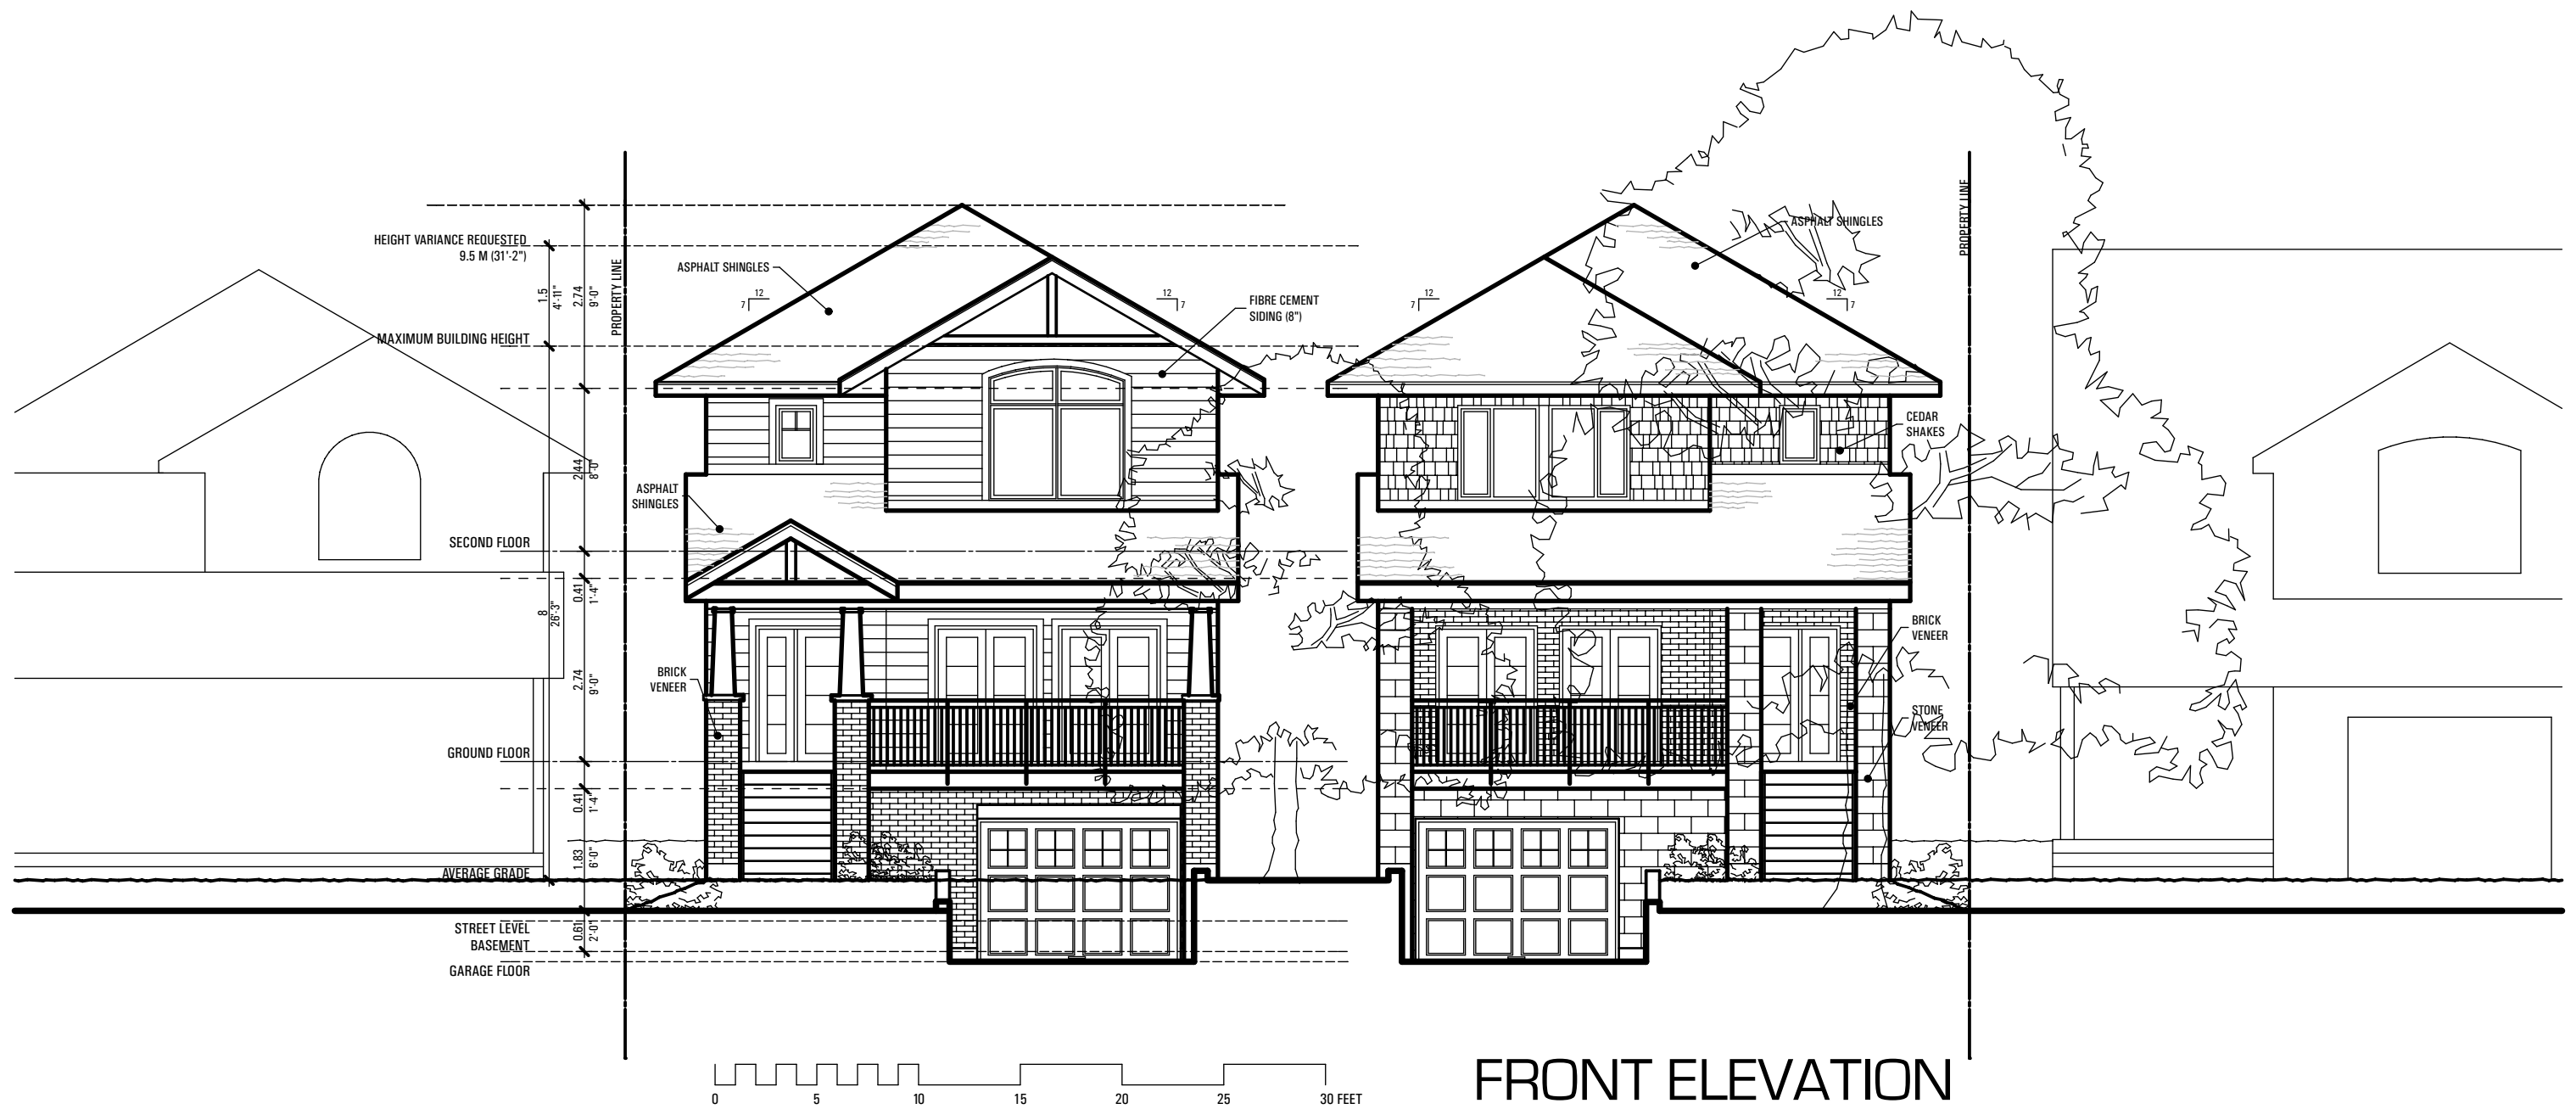 HEIGHT VARIANCE REQUESTED
9.5 M (31'-2")
MAXIMUM BUILDING HEIGHT
SECOND FLOOR
GROUND FLOOR
AVERAGE GRADE
STREET LEVEL
BASEMENT
GARAGE FLOOR
1.5
4'-11"
8
26'-3"
2.74
9'-0"
2.44
8'-0"
0.41
1'-4"
2.74
9'-0"
0.41
1'-4"
1.83
6'-0"
0.61
2'-0"
PROPERTY LINE
ASPHALT SHINGLES
12
7
12
7
FIBRE CEMENT
SIDING (8")
ASPHALT
SHINGLES
BRICK
VENEER
12
7
ASPHALT SHINGLES
12
7
PROPERTY LINE
CEDAR
SHAKES
BRICK
VENEER
STONE
VENEER
0 5 10 15 20 25 30 FEET
FRONT ELEVATION